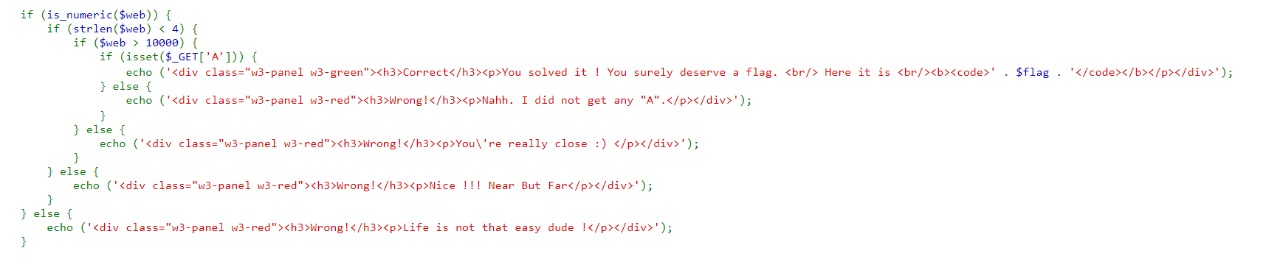 if (is_numeric($web)) {
if (strlen($web) < 4) {
if ($web > 10000) {
if (isset($_GET['A'])) {
echo ('<div class="w3-panel w3-green"><h3>Correct</h3><p>You solved it ! You surely deserve a flag. <br/> Here it is <br/><b><code>' . $flag . '</code></b></p></div>');
} else {
echo ('<div class="w3-panel w3-red"><h3>Wrong!</h3><p>Nahh. I did not get any "A".</p></div>');
}
} else {
echo ('<div class="w3-panel w3-red"><h3>Wrong!</h3><p>You\'re really close :) </p></div>');
}
} else {
echo ('<div class="w3-panel w3-red"><h3>Wrong!</h3><p>Nice !!! Near But Far</p></div>');
}
} else {
echo ('<div class="w3-panel w3-red"><h3>Wrong!</h3><p>Life is not that easy dude !</p></div>');
}